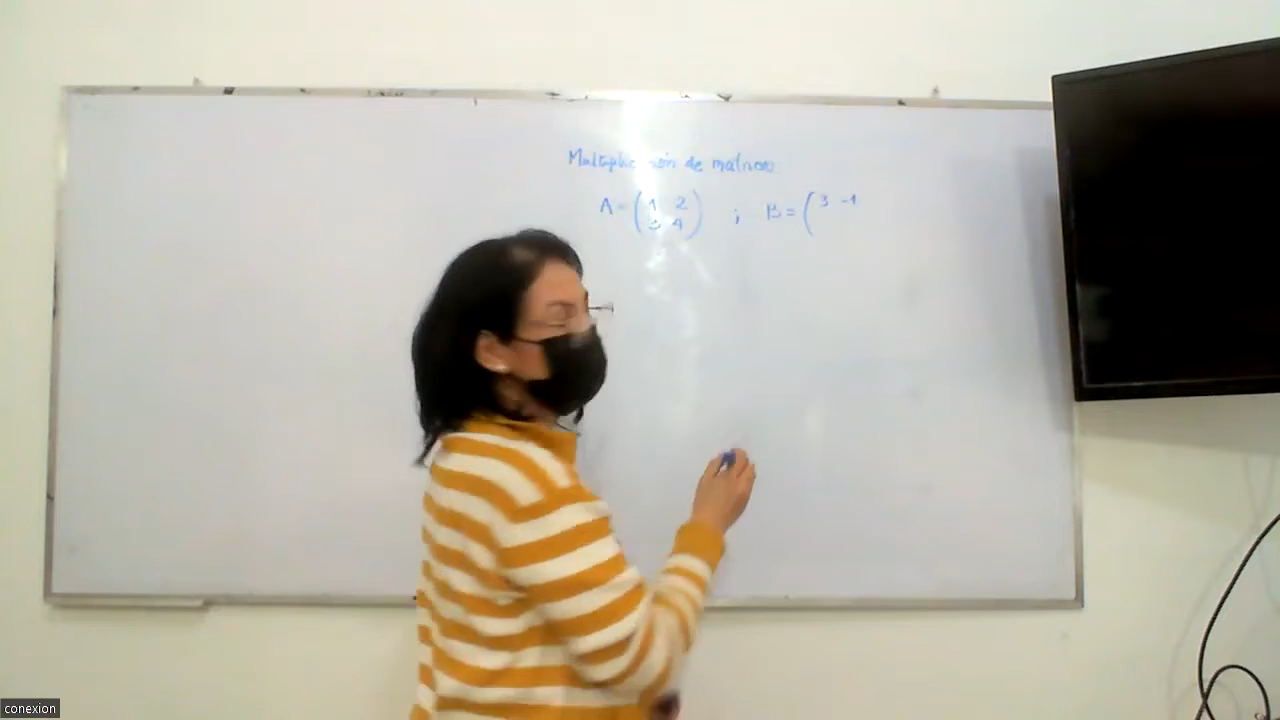 Multiplicación de matrices
A = ( 1 2 ) ; B = ( 3 -1
3 4
conexion